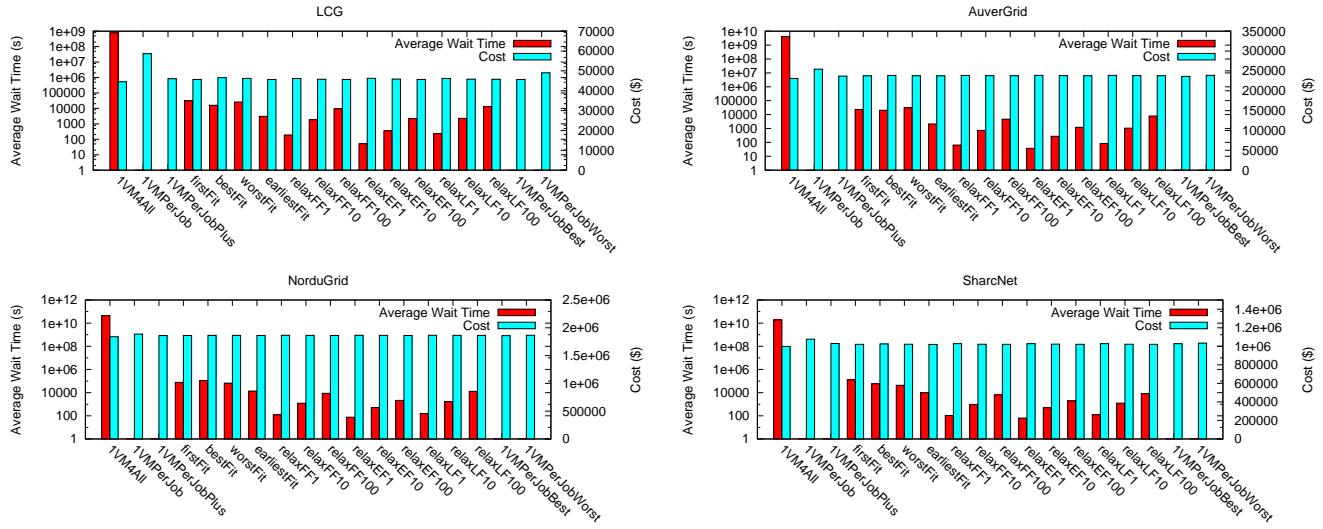 LCG
Average Wait Time (s)
1e+09
1e+08
1e+07
1e+06
100000
10000
1000
100
10
1
Average Wait Time
Cost
70000
60000
50000
40000
30000
20000
10000
0
Cost ($)
1VM4All
1VMPerJob
1VMPerJobPlus
firstFit
bestFit
worstFit
earliestFit
relaxFF1
relaxFF10
relaxFF100
relaxEF1
relaxEF10
relaxEF100
relaxLF1
relaxLF10
relaxLF100
1VMPerJobBest
1VMPerJobWorst
AuverGrid
Average Wait Time (s)
1e+10
1e+09
1e+08
1e+07
1e+06
100000
10000
1000
100
10
1
Average Wait Time
Cost
350000
300000
250000
200000
150000
100000
50000
0
Cost ($)
1VM4All
1VMPerJob
1VMPerJobPlus
firstFit
bestFit
worstFit
earliestFit
relaxFF1
relaxFF10
relaxFF100
relaxEF1
relaxEF10
relaxEF100
relaxLF1
relaxLF10
relaxLF100
1VMPerJobBest
1VMPerJobWorst
NorduGrid
Average Wait Time (s)
1e+12
1e+10
1e+08
1e+06
10000
100
1
Average Wait Time
Cost
2.5e+06
2e+06
1.5e+06
1e+06
500000
0
Cost ($)
1VM4All
1VMPerJob
1VMPerJobPlus
firstFit
bestFit
worstFit
earliestFit
relaxFF1
relaxFF10
relaxFF100
relaxEF1
relaxEF10
relaxEF100
relaxLF1
relaxLF10
relaxLF100
1VMPerJobBest
1VMPerJobWorst
SharcNet
Average Wait Time (s)
1e+12
1e+10
1e+08
1e+06
10000
100
1
Average Wait Time
Cost
1.4e+06
1.2e+06
1e+06
800000
600000
400000
200000
0
Cost ($)
1VM4All
1VMPerJob
1VMPerJobPlus
firstFit
bestFit
worstFit
earliestFit
relaxFF1
relaxFF10
relaxFF100
relaxEF1
relaxEF10
relaxEF100
relaxLF1
relaxLF10
relaxLF100
1VMPerJobBest
1VMPerJobWorst